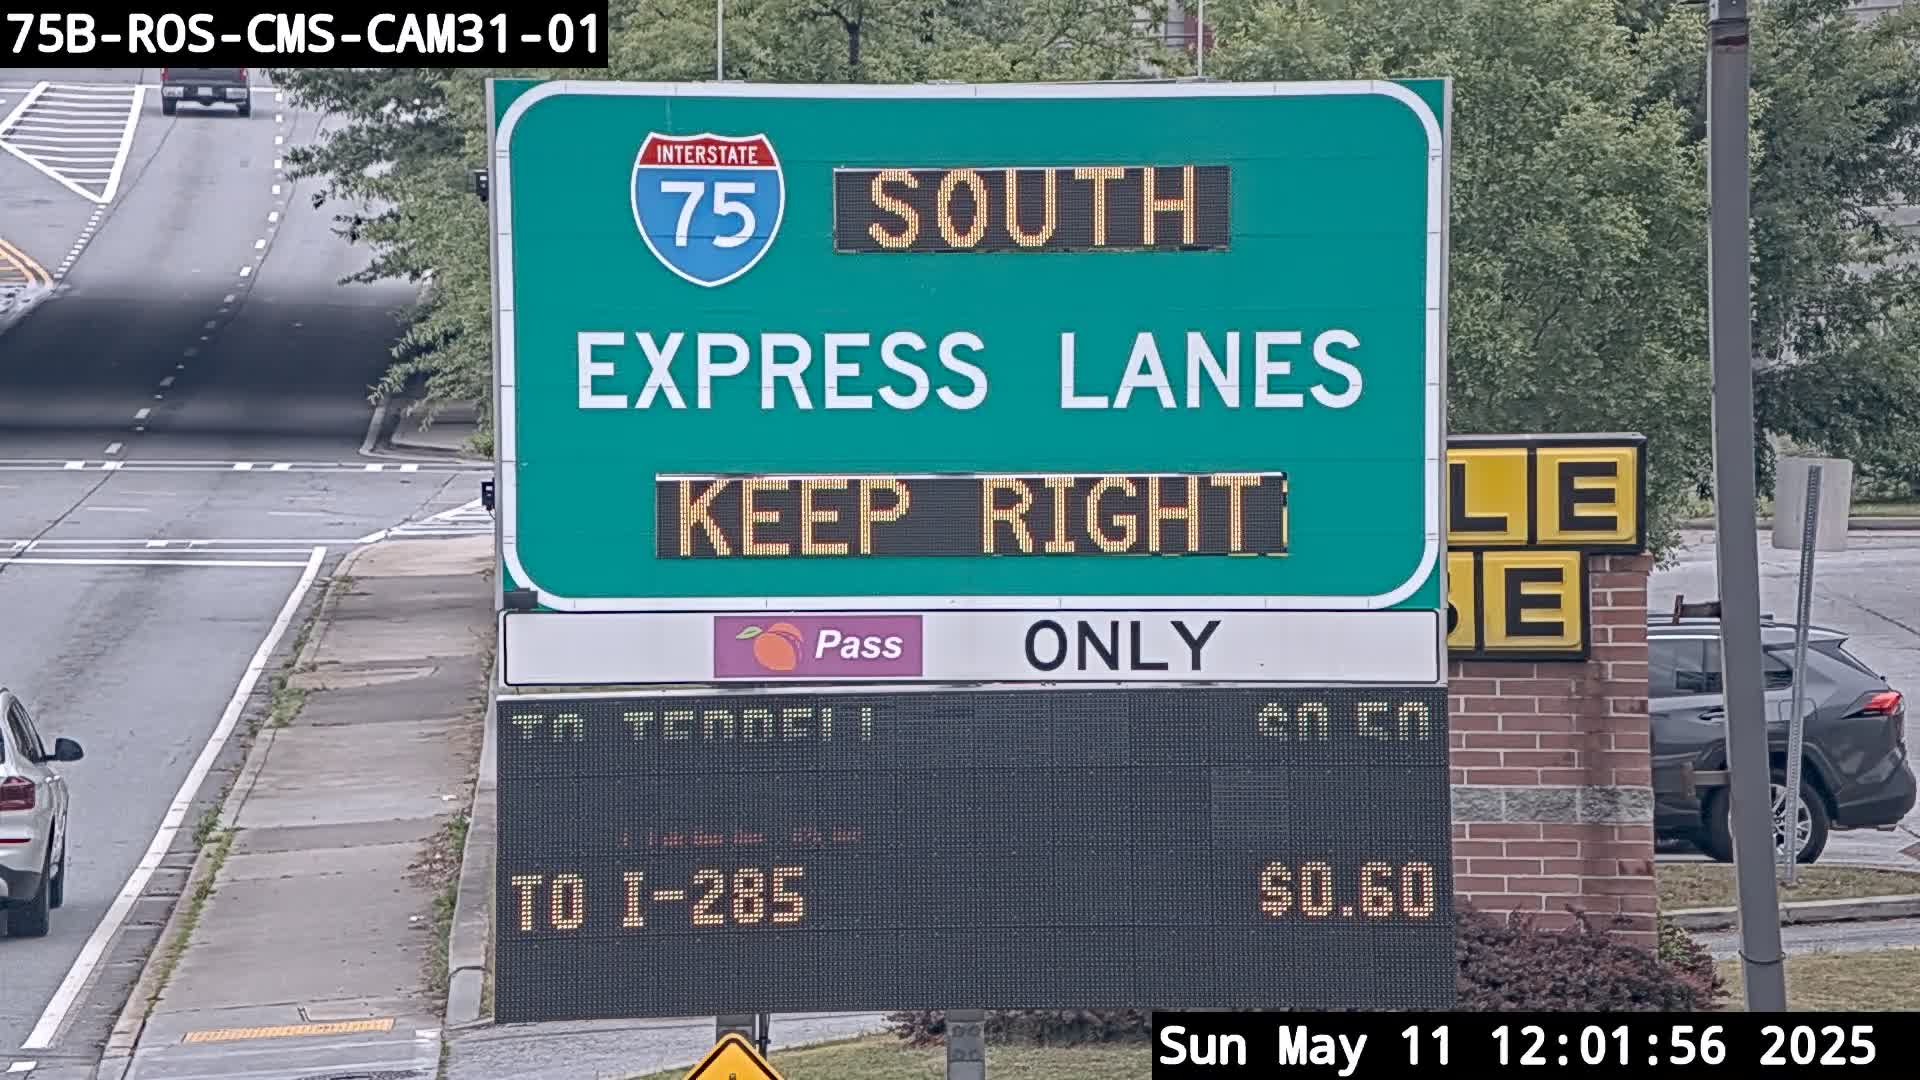 75B-ROS-CMS-CAM31-01
INTERSTATE
75
SOUTH
EXPRESS LANES
KEEP RIGHT
LE
E
Pass ONLY
TO I-285 $0.60
Sun May 11 12:01:56 2025